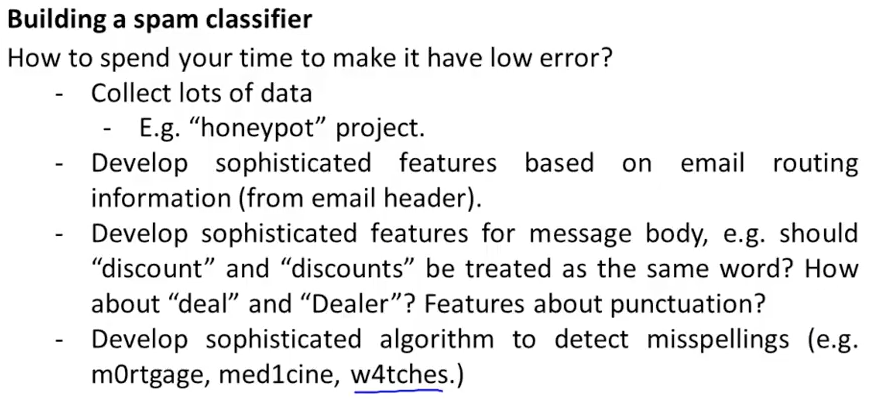 Building a spam classifier
How to spend your time to make it have low error?
- Collect lots of data
- E.g. “honeypot” project.
- Develop sophisticated features based on email routing
information (from email header).
- Develop sophisticated features for message body, e.g. should
“discount” and “discounts” be treated as the same word? How
about “deal” and “Dealer”? Features about punctuation?
- Develop sophisticated algorithm to detect misspellings (e.g.
m0rtgage, med1cine, w4tches.)